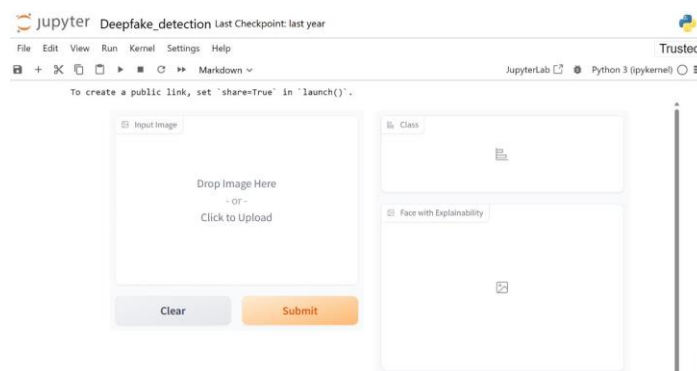 jupyter Deepfake_detection Last Checkpoint: last year
File Edit View Run Kernel Settings Help
Trusted
Markdown
JupyterLab
Python 3 (ipykernel)
To create a public link, set `share=True` in `launch()`.
Input Image
Drop Image Here
- or -
Click to Upload
Clear
Submit
Class
Face with Explainability